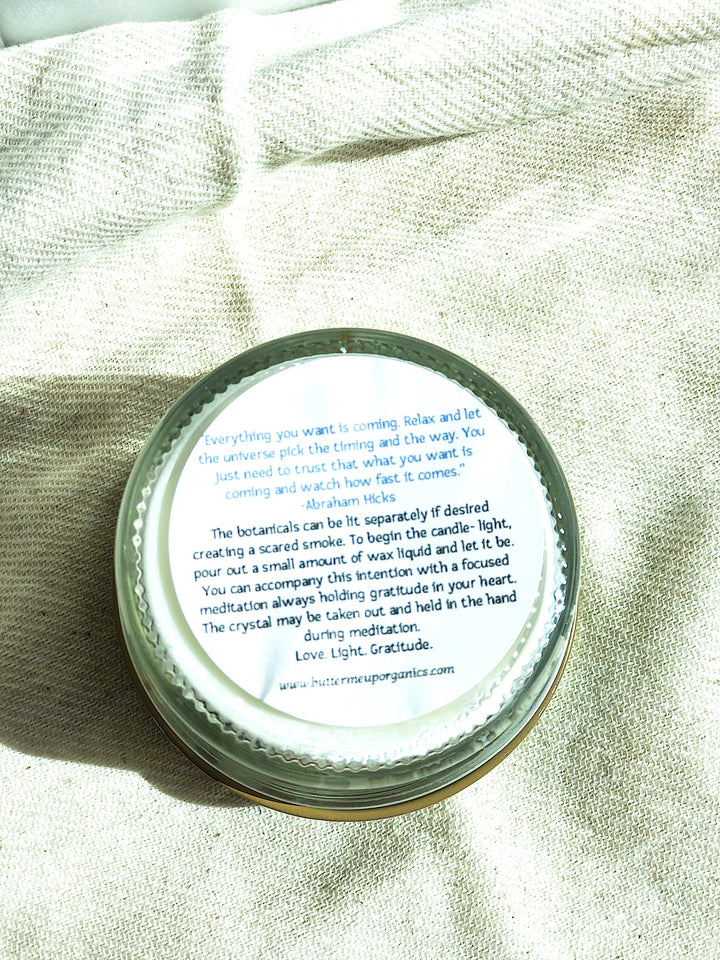 "Everything you want is coming. Relax and let
the universe pick the timing and the way. You
just need to trust that what you want is
coming and watch how fast it comes."
-Abraham Hicks
The botanicals can be lit separately if desired
creating a scared smoke. To begin the candle- light,
pour out a small amount of wax liquid and let it be.
You can accompany this intention with a focused
meditation always holding gratitude in your heart.
The crystal may be taken out and held in the hand
during meditation.
Love. Light. Gratitude.
www.buttermeuporganics.com